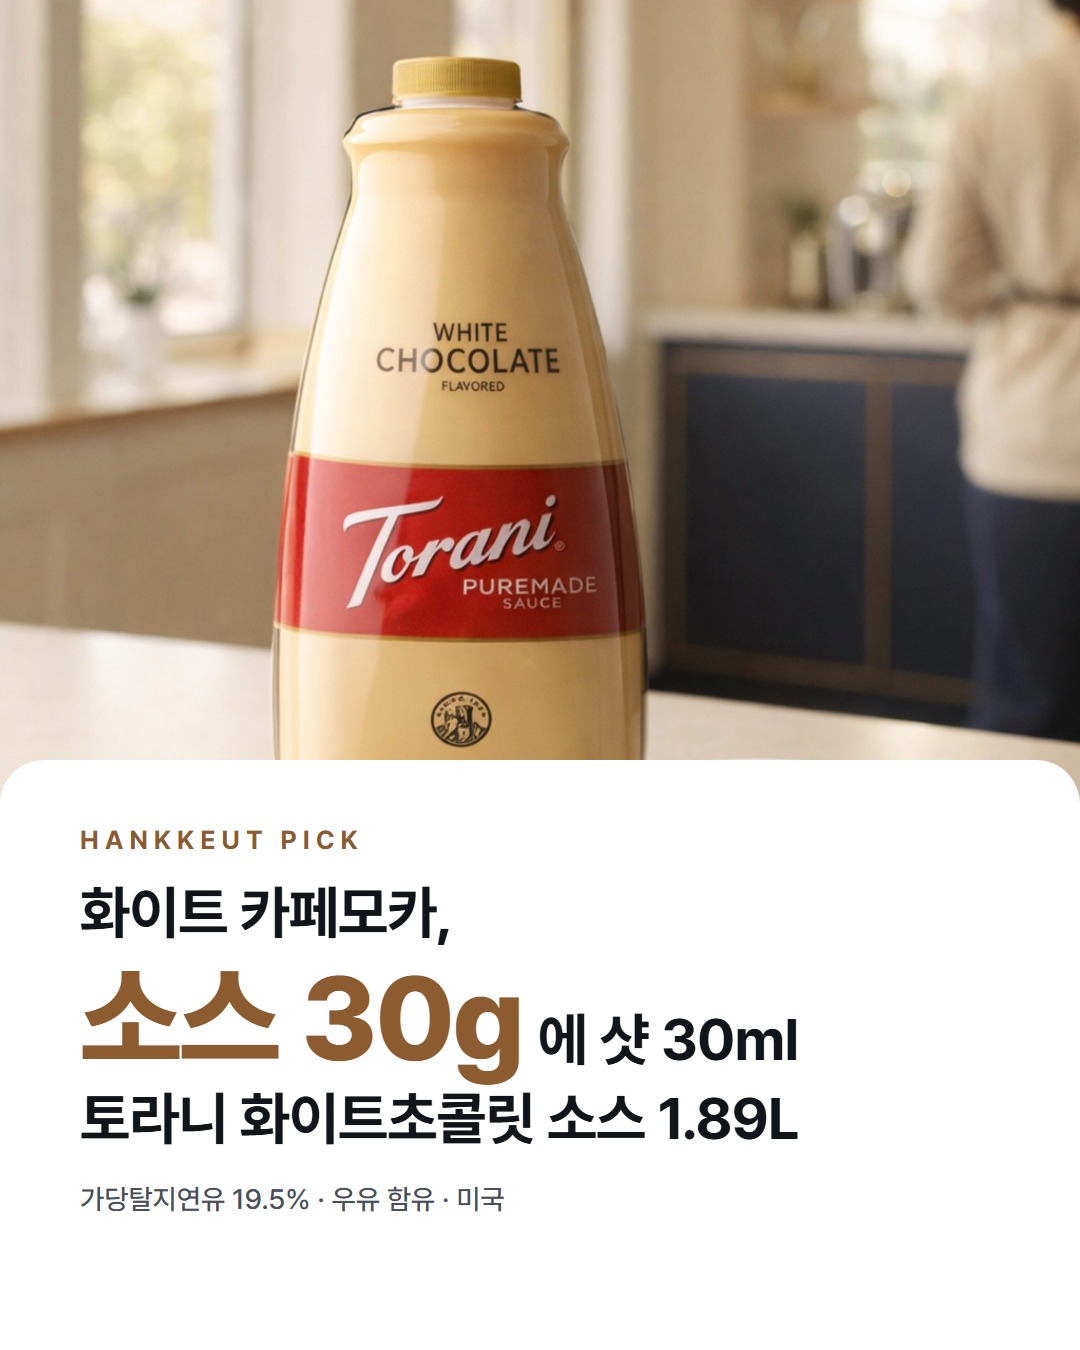 WHITE
CHOCOLATE
FLAVORED
Torani®
PUREMADE
SAUCE
HANKKEUT PICK
화이트 카페모카,
소스 30g 에 샷 30ml
토라니 화이트초콜릿 소스 1.89L
가당탈지연유 19.5% · 우유 함유 · 미국